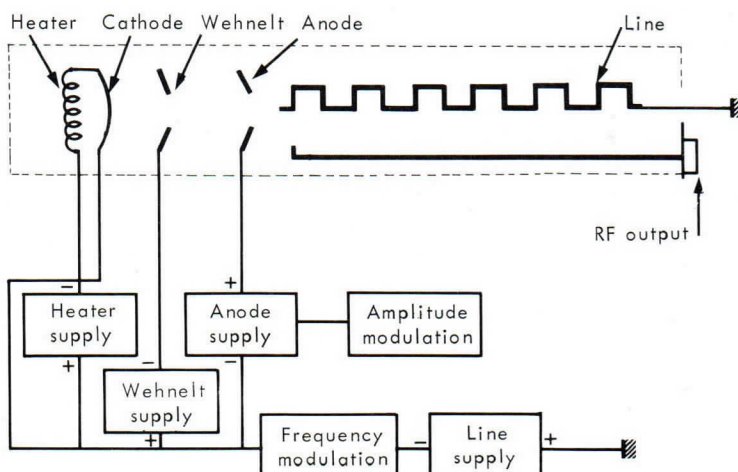 Heater Cathode Wehnelt Anode Line
RF output
− + −
Heater
supply
Anode
supply
Amplitude
modulation
+ − −
Wehnelt
supply
+
Frequency
modulation
− Line
supply
+